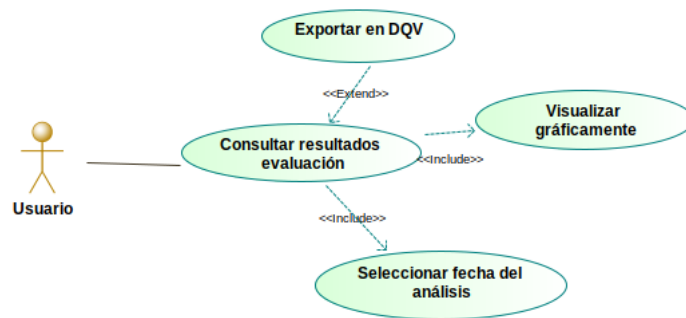 Exportar en DQV
<<Extend>>
Visualizar
gráficamente
Consultar resultados
evaluación
<<Include>>
Usuario
<<Include>>
Seleccionar fecha del
análisis